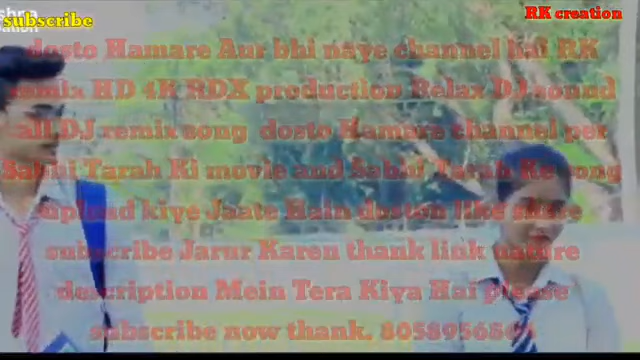 subscribe
RK creation
dosto Hamare Aur bhi naye channel hai RK
remix HD 4K RDX production Relax DJ sound
all DJ remix song dosto Hamare channel per
Sabhi Tarah Ki movie and Sabhi Tarah Ke song
upload kiye Jaate Hain doston like share
subscribe Jarur Karen thank link nature
description Mein Tera Kiya Hai please
subscribe now thank.